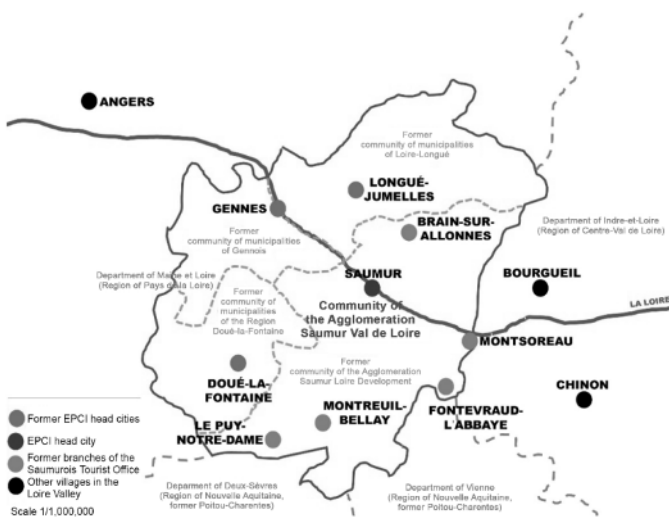 ANGERS
Former
community of municipalities
of Loire-Longué
LONGUÉ-
JUMELLES
GENNES
BRAIN-SUR-
ALLONNES
Department of Indre-et-Loire
(Region of Centre-Val de Loire)
Former
community of municipalities
of Gennois
Department of Maine et Loire
(Region of Pays de la Loire)
SAUMUR
BOURGUEIL
Former
community of
municipalities
of the Region
Doué-la-Fontaine
Community of
the Agglomeration
Saumur Val de Loire
LA LOIRE
MONTSOREAU
Former
community of the Agglomeration
Saumur Loire Development
DOUÉ-LA-
FONTAINE
CHINON
MONTREUIL-
BELLAY
FONTEVRAUD-
L'ABBAYE
LE PUY-
NOTRE-DAME
Former EPCI head cities
EPCI head city
Former branches of the
Saumurois Tourist Office
Other villages in the
Loire Valley
Scale 1/1,000,000
Deparment of Deux-Sèvres
(Region of Nouvelle Aquitaine,
former Poitou-Charentes)
Department of Vienne
(Region of Nouvelle Aquitaine,
former Poitou-Charentes)